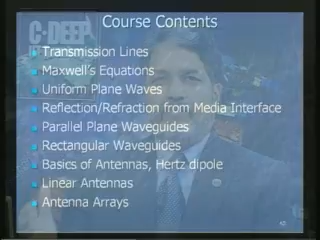 Course Contents
C-DEEP
Transmission Lines
Maxwell's Equations
Uniform Plane Waves
Reflection/Refraction from Media Interface
Parallel Plane Waveguides
Rectangular Waveguides
Basics of Antennas, Hertz dipole
Linear Antennas
Antenna Arrays